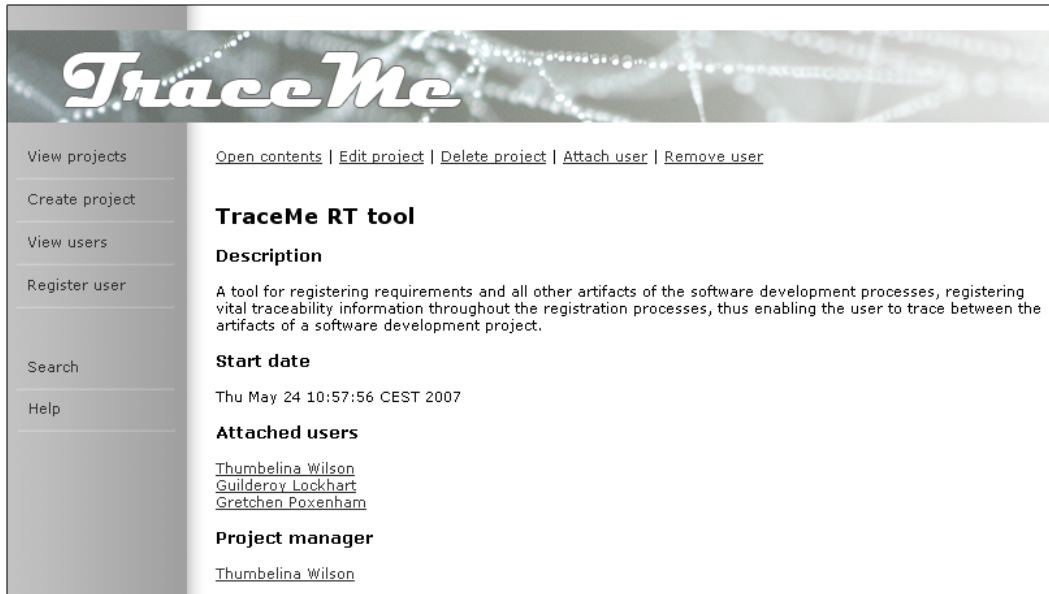 TraceMe
View projects
Create project
View users
Register user
Search
Help
Open contents | Edit project | Delete project | Attach user | Remove user
TraceMe RT tool
Description
A tool for registering requirements and all other artifacts of the software development processes, registering
vital traceability information throughout the registration processes, thus enabling the user to trace between the
artifacts of a software development project.
Start date
Thu May 24 10:57:56 CEST 2007
Attached users
Thumbelina Wilson
Guilderoy Lockhart
Gretchen Poxenham
Project manager
Thumbelina Wilson